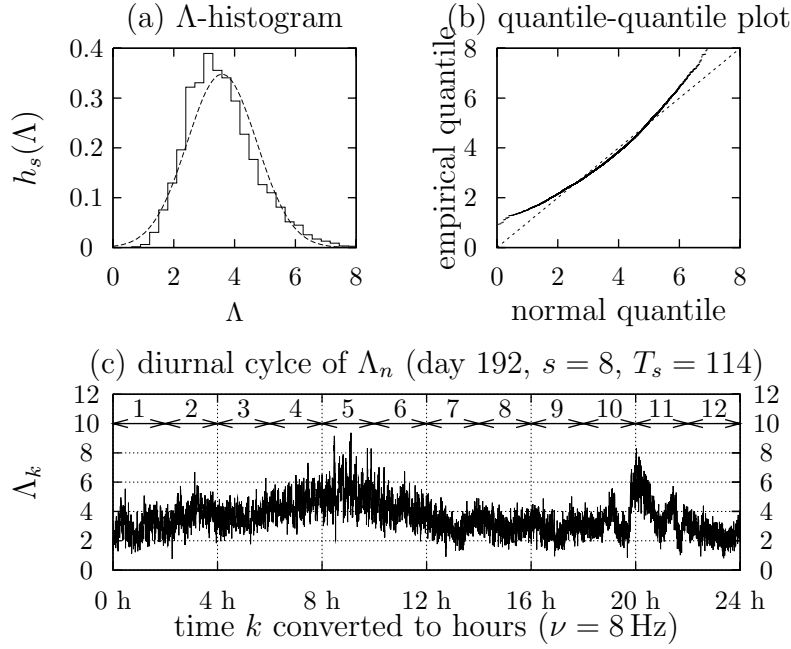 (a) Λ-histogram
(b) quantile-quantile plot
h_s(Λ)
0.4
0.3
0.2
0.1
0
0 2 4 6 8
Λ
empirical quantile
8
6
4
2
0
0 2 4 6 8
normal quantile
(c) diurnal cylce of Λ_n (day 192, s = 8, T_s = 114)
Λ_k
12 12
10 1 2 3 4 5 6 7 8 9 10 11 12 10
8 8
6 6
4 4
2 2
0 0
0 h 4 h 8 h 12 h 16 h 20 h 24 h
time k converted to hours (ν = 8 Hz)